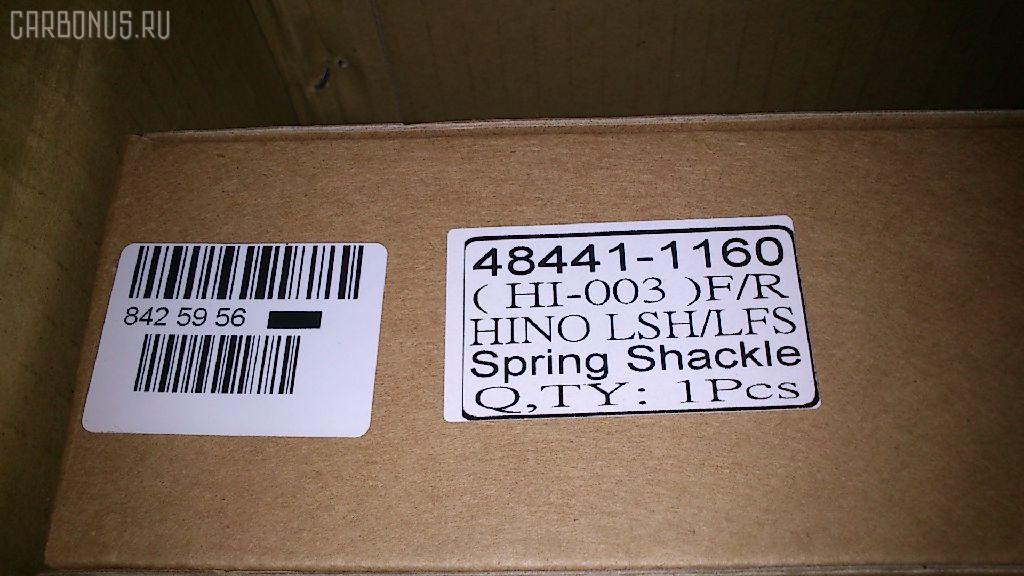 CARBONUS.RU
842 59 56
48441-1160
( HI-003 )F/R
HINO LSH/LFS
Spring Shackle
Q,TY: 1Pcs